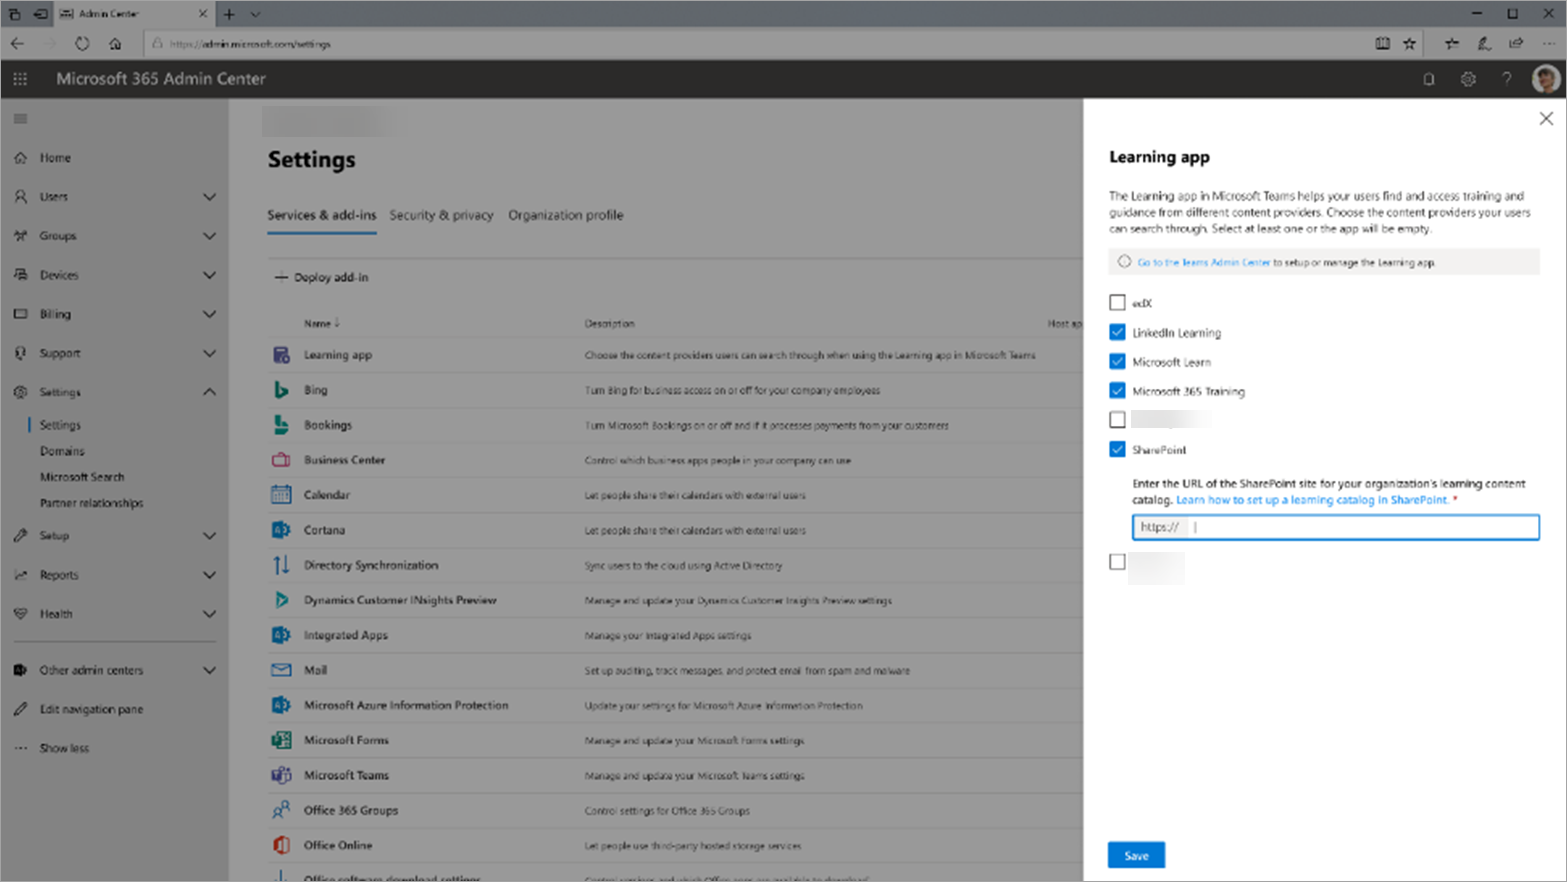 Admin Center
https://admin.microsoft.com/settings
Microsoft 365 Admin Center
Home
Users
Groups
Devices
Billing
Support
Settings
Settings
Domains
Microsoft Search
Partner relationships
Setup
Reports
Health
Other admin centers
Edit navigation pane
Show less
Settings
Services & add-ins Security & privacy Organization profile
Deploy add-in
Name Description Host ap
Learning app Choose the content providers users can search through when using the Learning app in Microsoft Teams
Bing Turn Bing for business access on or off for your company employees
Bookings Turn Microsoft Bookings on or off and if it processes payments from your customers
Business Center Control which business apps people in your company can use
Calendar Let people share their calendars with external users
Cortana Let people share their calendars with external users
Directory Synchronization Sync users to the cloud using Active Directory
Dynamics Customer INsights Preview Manage and update your Dynamics Customer Insights Preview settings
Integrated Apps Manage your Integrated Apps settings
Mail Set up auditing, track messages, and protect email from spam and malware
Microsoft Azure Information Protection Update your settings for Microsoft Azure Information Protection
Microsoft Forms Manage and update your Microsoft Forms settings
Microsoft Teams Manage and update your Microsoft Teams settings
Office 365 Groups Control settings for Office 365 Groups
Office Online Let people use third-party hosted storage services
Office software download settings
Learning app
The Learning app in Microsoft Teams helps your users find and access training and
guidance from different content providers. Choose the content providers your users
can search through. Select at least one or the app will be empty.
Go to the Teams Admin Center to setup or manage the Learning app.
edX
LinkedIn Learning
Microsoft Learn
Microsoft 365 Training
SharePoint
Enter the URL of the SharePoint site for your organization's learning content
catalog. Learn how to set up a learning catalog in SharePoint. *
https://
Save